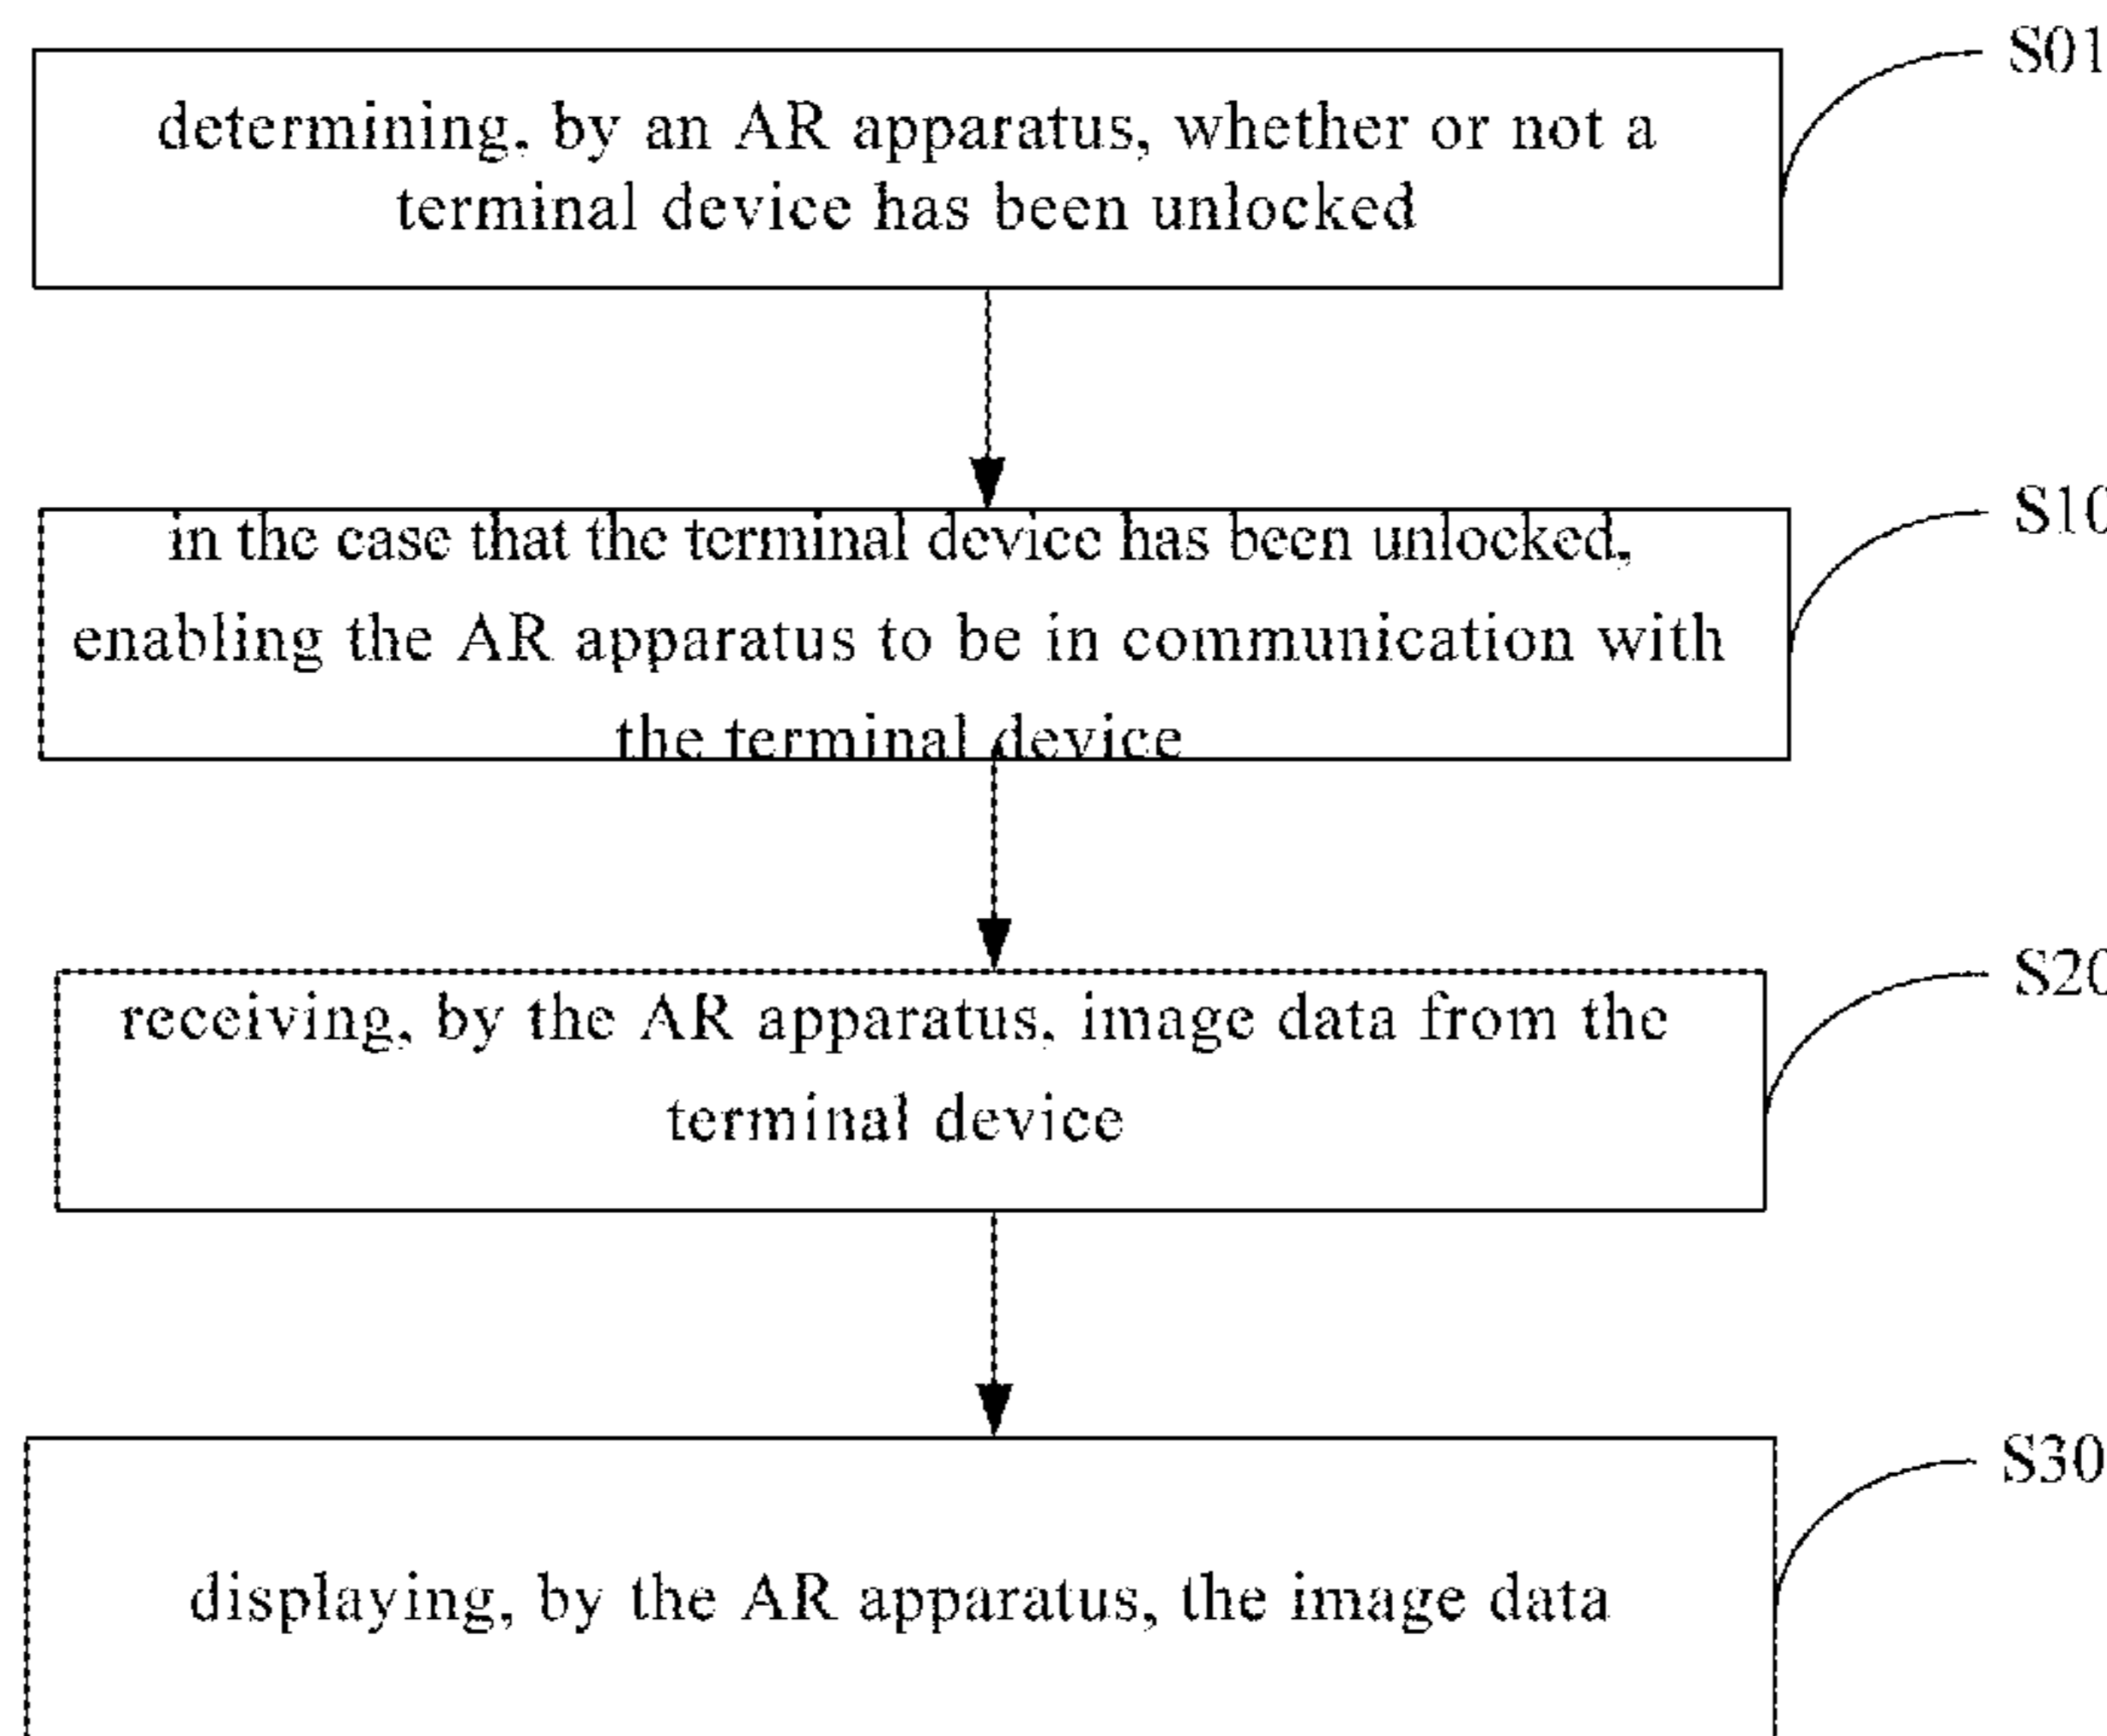 S01
determining, by an AR apparatus, whether or not a
terminal device has been unlocked
S10
in the case that the terminal device has been unlocked,
enabling the AR apparatus to be in communication with
the terminal device
S20
receiving, by the AR apparatus, image data from the
terminal device
S30
displaying, by the AR apparatus, the image data